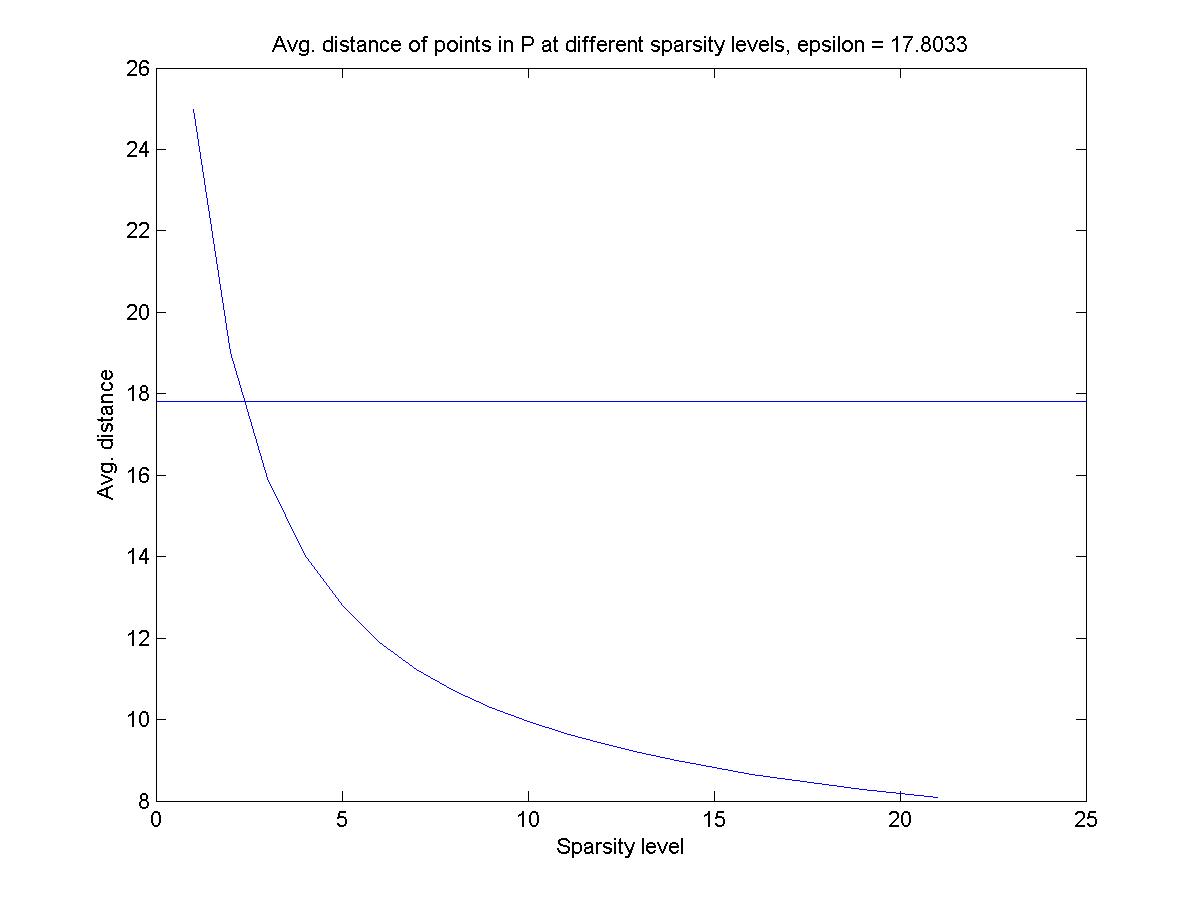 Avg. distance of points in P at different sparsity levels, epsilon = 17.8033
26
24
22
20
18
16
14
12
10
8
Avg. distance
0 5 10 15 20 25
Sparsity level